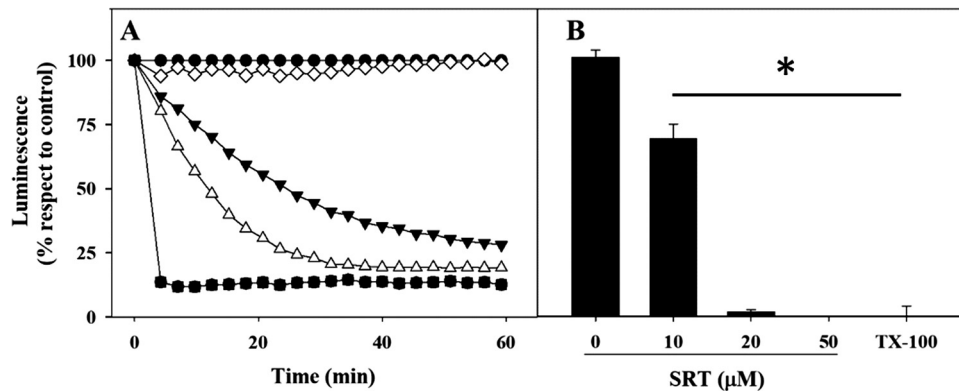 A
B
Luminescence
(% respect to control)
100
75
50
25
0
0
20
40
60
Time (min)
*
0
10
20
50
TX-100
SRT (μM)